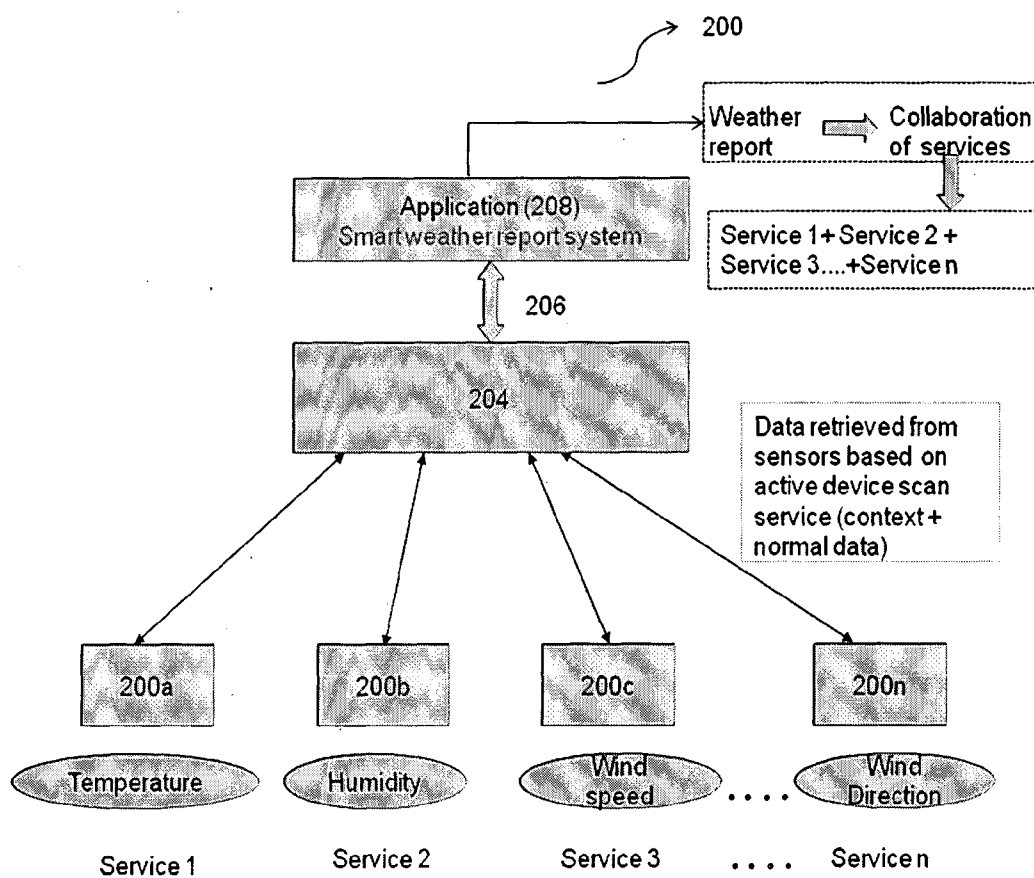 200
Weather
report
Collaboration
of services
Application (208)
Smart weather report system
Service 1+ Service 2 +
Service 3....+Service n
206
204
Data retrieved from
sensors based on
active device scan
service (context +
normal data)
200a
200b
200c
200n
Temperature
Humidity
Wind
speed
. . . .
Wind
Direction
Service 1
Service 2
Service 3
. . . .
Service n